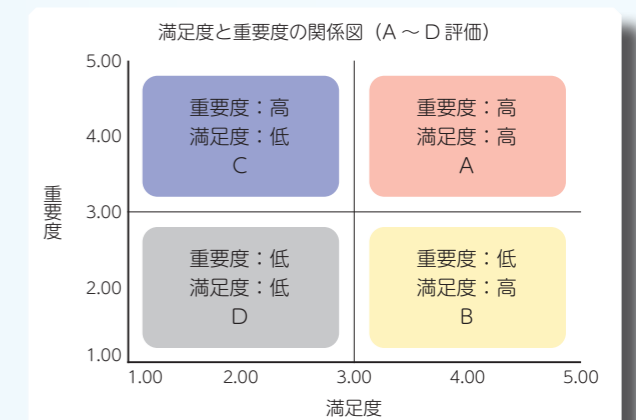 満足度と重要度の関係図（A～D 評価）
5.00
4.00
3.00
2.00
1.00
重要度
重要度：高
満足度：低
C
重要度：高
満足度：高
A
重要度：低
満足度：低
D
重要度：低
満足度：高
B
1.00 2.00 3.00 4.00 5.00
満足度